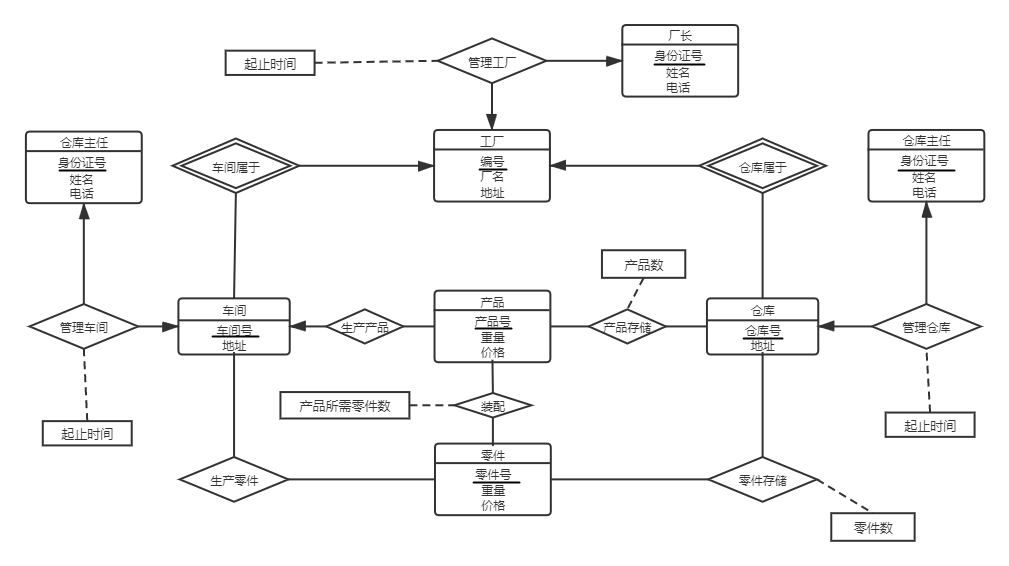 厂长
身份证号
姓名
电话
起止时间
管理工厂
仓库主任
身份证号
姓名
电话
车间属于
工厂
编号
厂名
地址
仓库属于
仓库主任
身份证号
姓名
电话
产品数
管理车间
车间
车间号
地址
生产产品
产品
产品号
重量
价格
产品存储
仓库
仓库号
地址
管理仓库
起止时间
产品所需零件数
装配
起止时间
生产零件
零件
零件号
重量
价格
零件存储
零件数